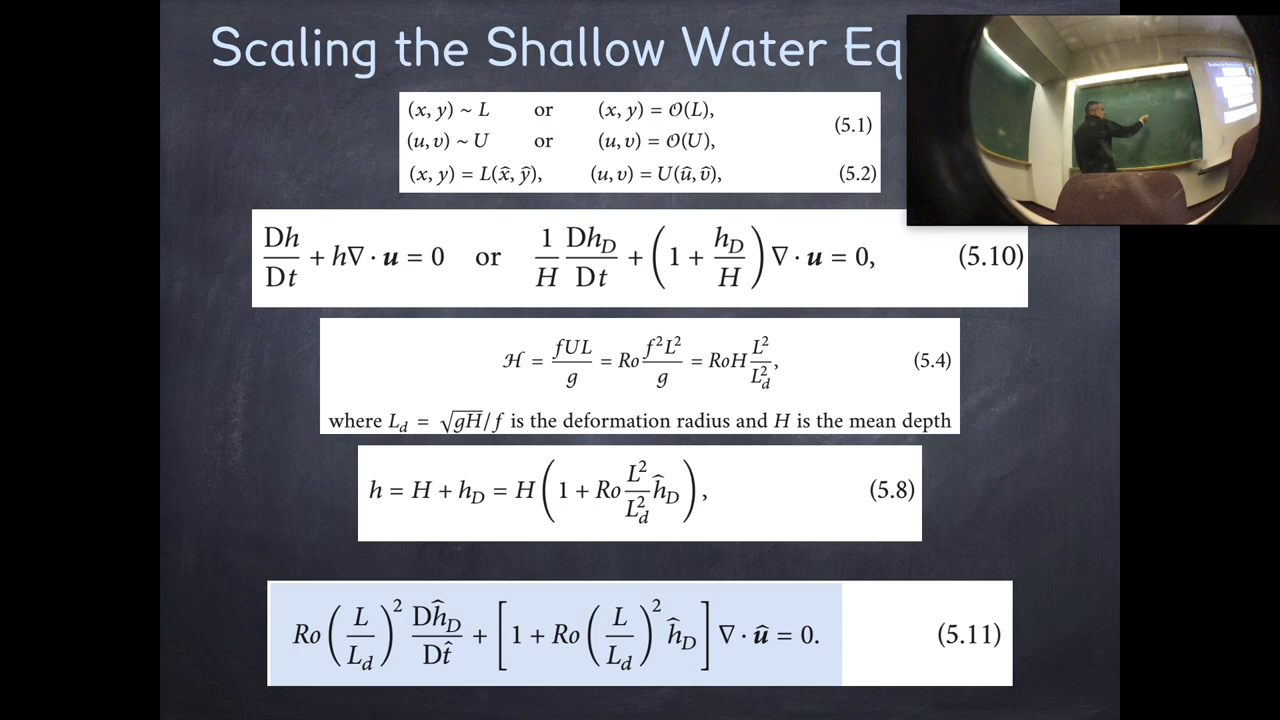 Scaling the Shallow Water Eq
(x, y) ~ L or (x, y) = 𝒪(L),
(u, v) ~ U or (u, v) = 𝒪(U),
(5.1)
(x, y) = L(x̂, ŷ), (u, v) = U(û, v̂), (5.2)
Dh/Dt + h∇ · u = 0 or 1/H Dh_D/Dt + (1 + h_D/H) ∇ · u = 0, (5.10)
ℋ = fUL/g = Ro f²L²/g = RoH L²/L_d², (5.4)
where L_d = √gH/f is the deformation radius and H is the mean depth
h = H + h_D = H(1 + Ro L²/L_d² ĥ_D), (5.8)
Ro (L/L_d)² Dĥ_D/Dt̂ + [1 + Ro (L/L_d)² ĥ_D] ∇ · û = 0. (5.11)